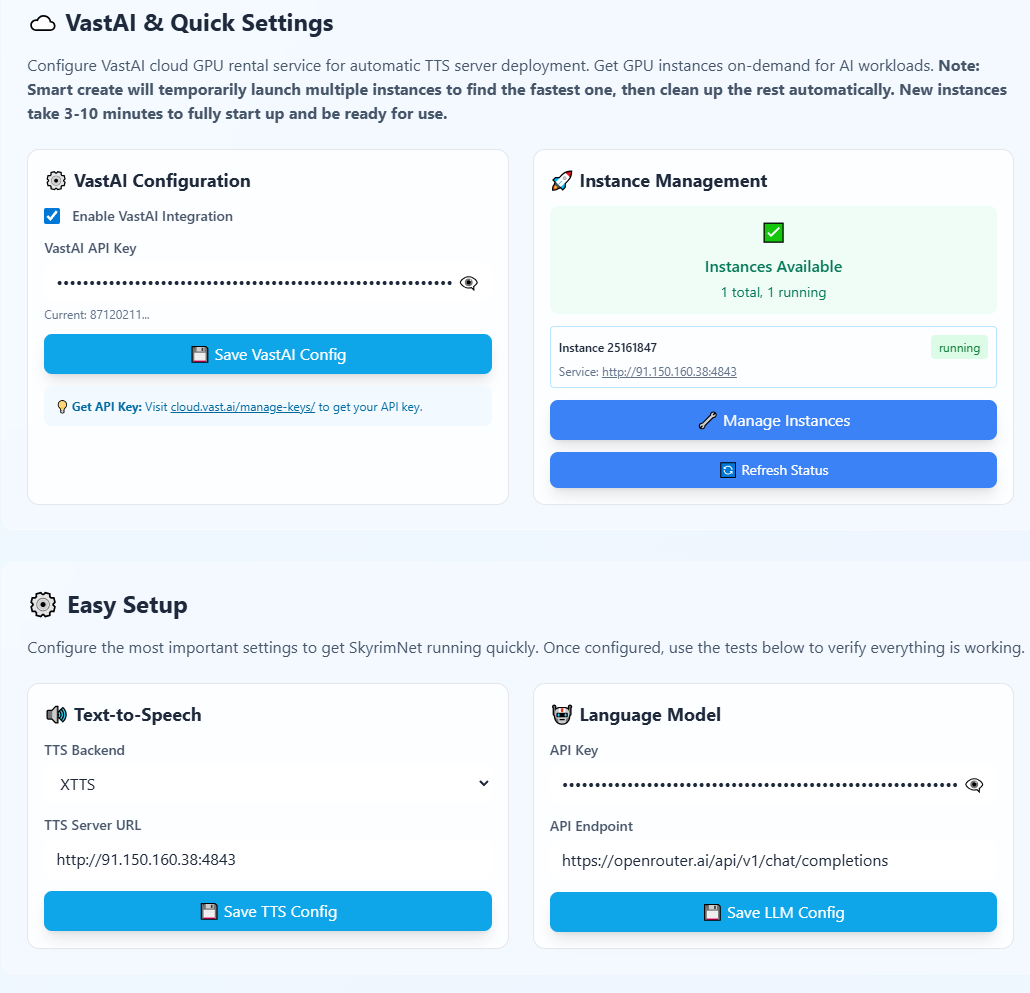 VastAI & Quick Settings
Configure VastAI cloud GPU rental service for automatic TTS server deployment. Get GPU instances on-demand for AI workloads. Note:
Smart create will temporarily launch multiple instances to find the fastest one, then clean up the rest automatically. New instances
take 3-10 minutes to fully start up and be ready for use.
VastAI Configuration
Enable VastAI Integration
VastAI API Key
Current: 87120211...
Save VastAI Config
Get API Key: Visit cloud.vast.ai/manage-keys/ to get your API key.
Instance Management
Instances Available
1 total, 1 running
Instance 25161847
running
Service: http://91.150.160.38:4843
Manage Instances
Refresh Status
Easy Setup
Configure the most important settings to get SkyrimNet running quickly. Once configured, use the tests below to verify everything is working.
Text-to-Speech
TTS Backend
XTTS
TTS Server URL
http://91.150.160.38:4843
Save TTS Config
Language Model
API Key
API Endpoint
https://openrouter.ai/api/v1/chat/completions
Save LLM Config